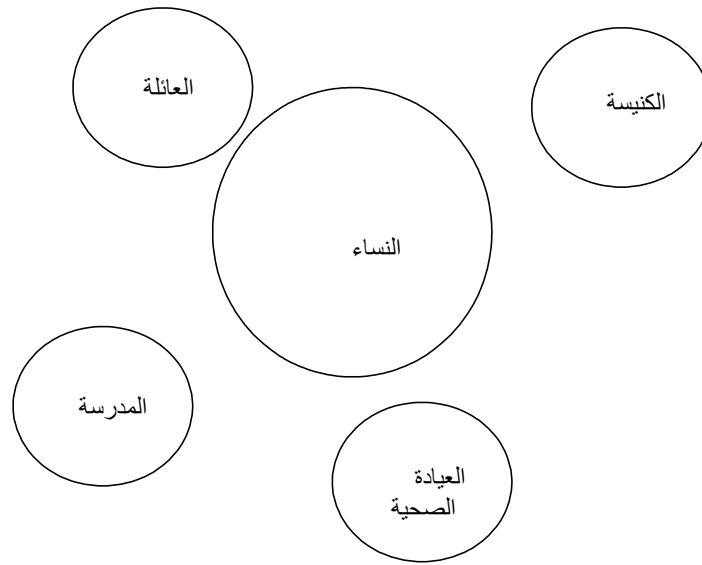 العائلة
الكنيسة
النساء
المدرسة
العيادة
الصحية